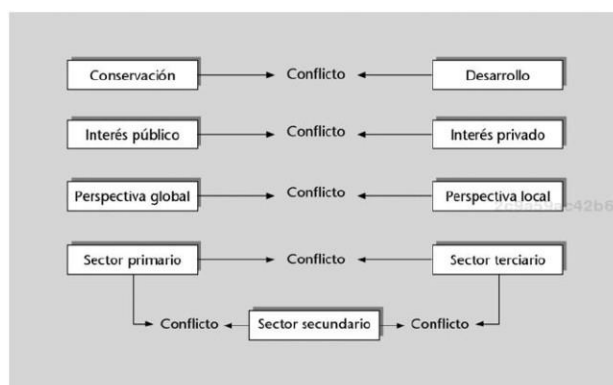 Conservación Conflicto Desarrollo
Interés público Conflicto Interés privado
Perspectiva global Conflicto Perspectiva local
2c9a59ac42b6
Sector primario Conflicto Sector terciario
Conflicto Sector secundario Conflicto